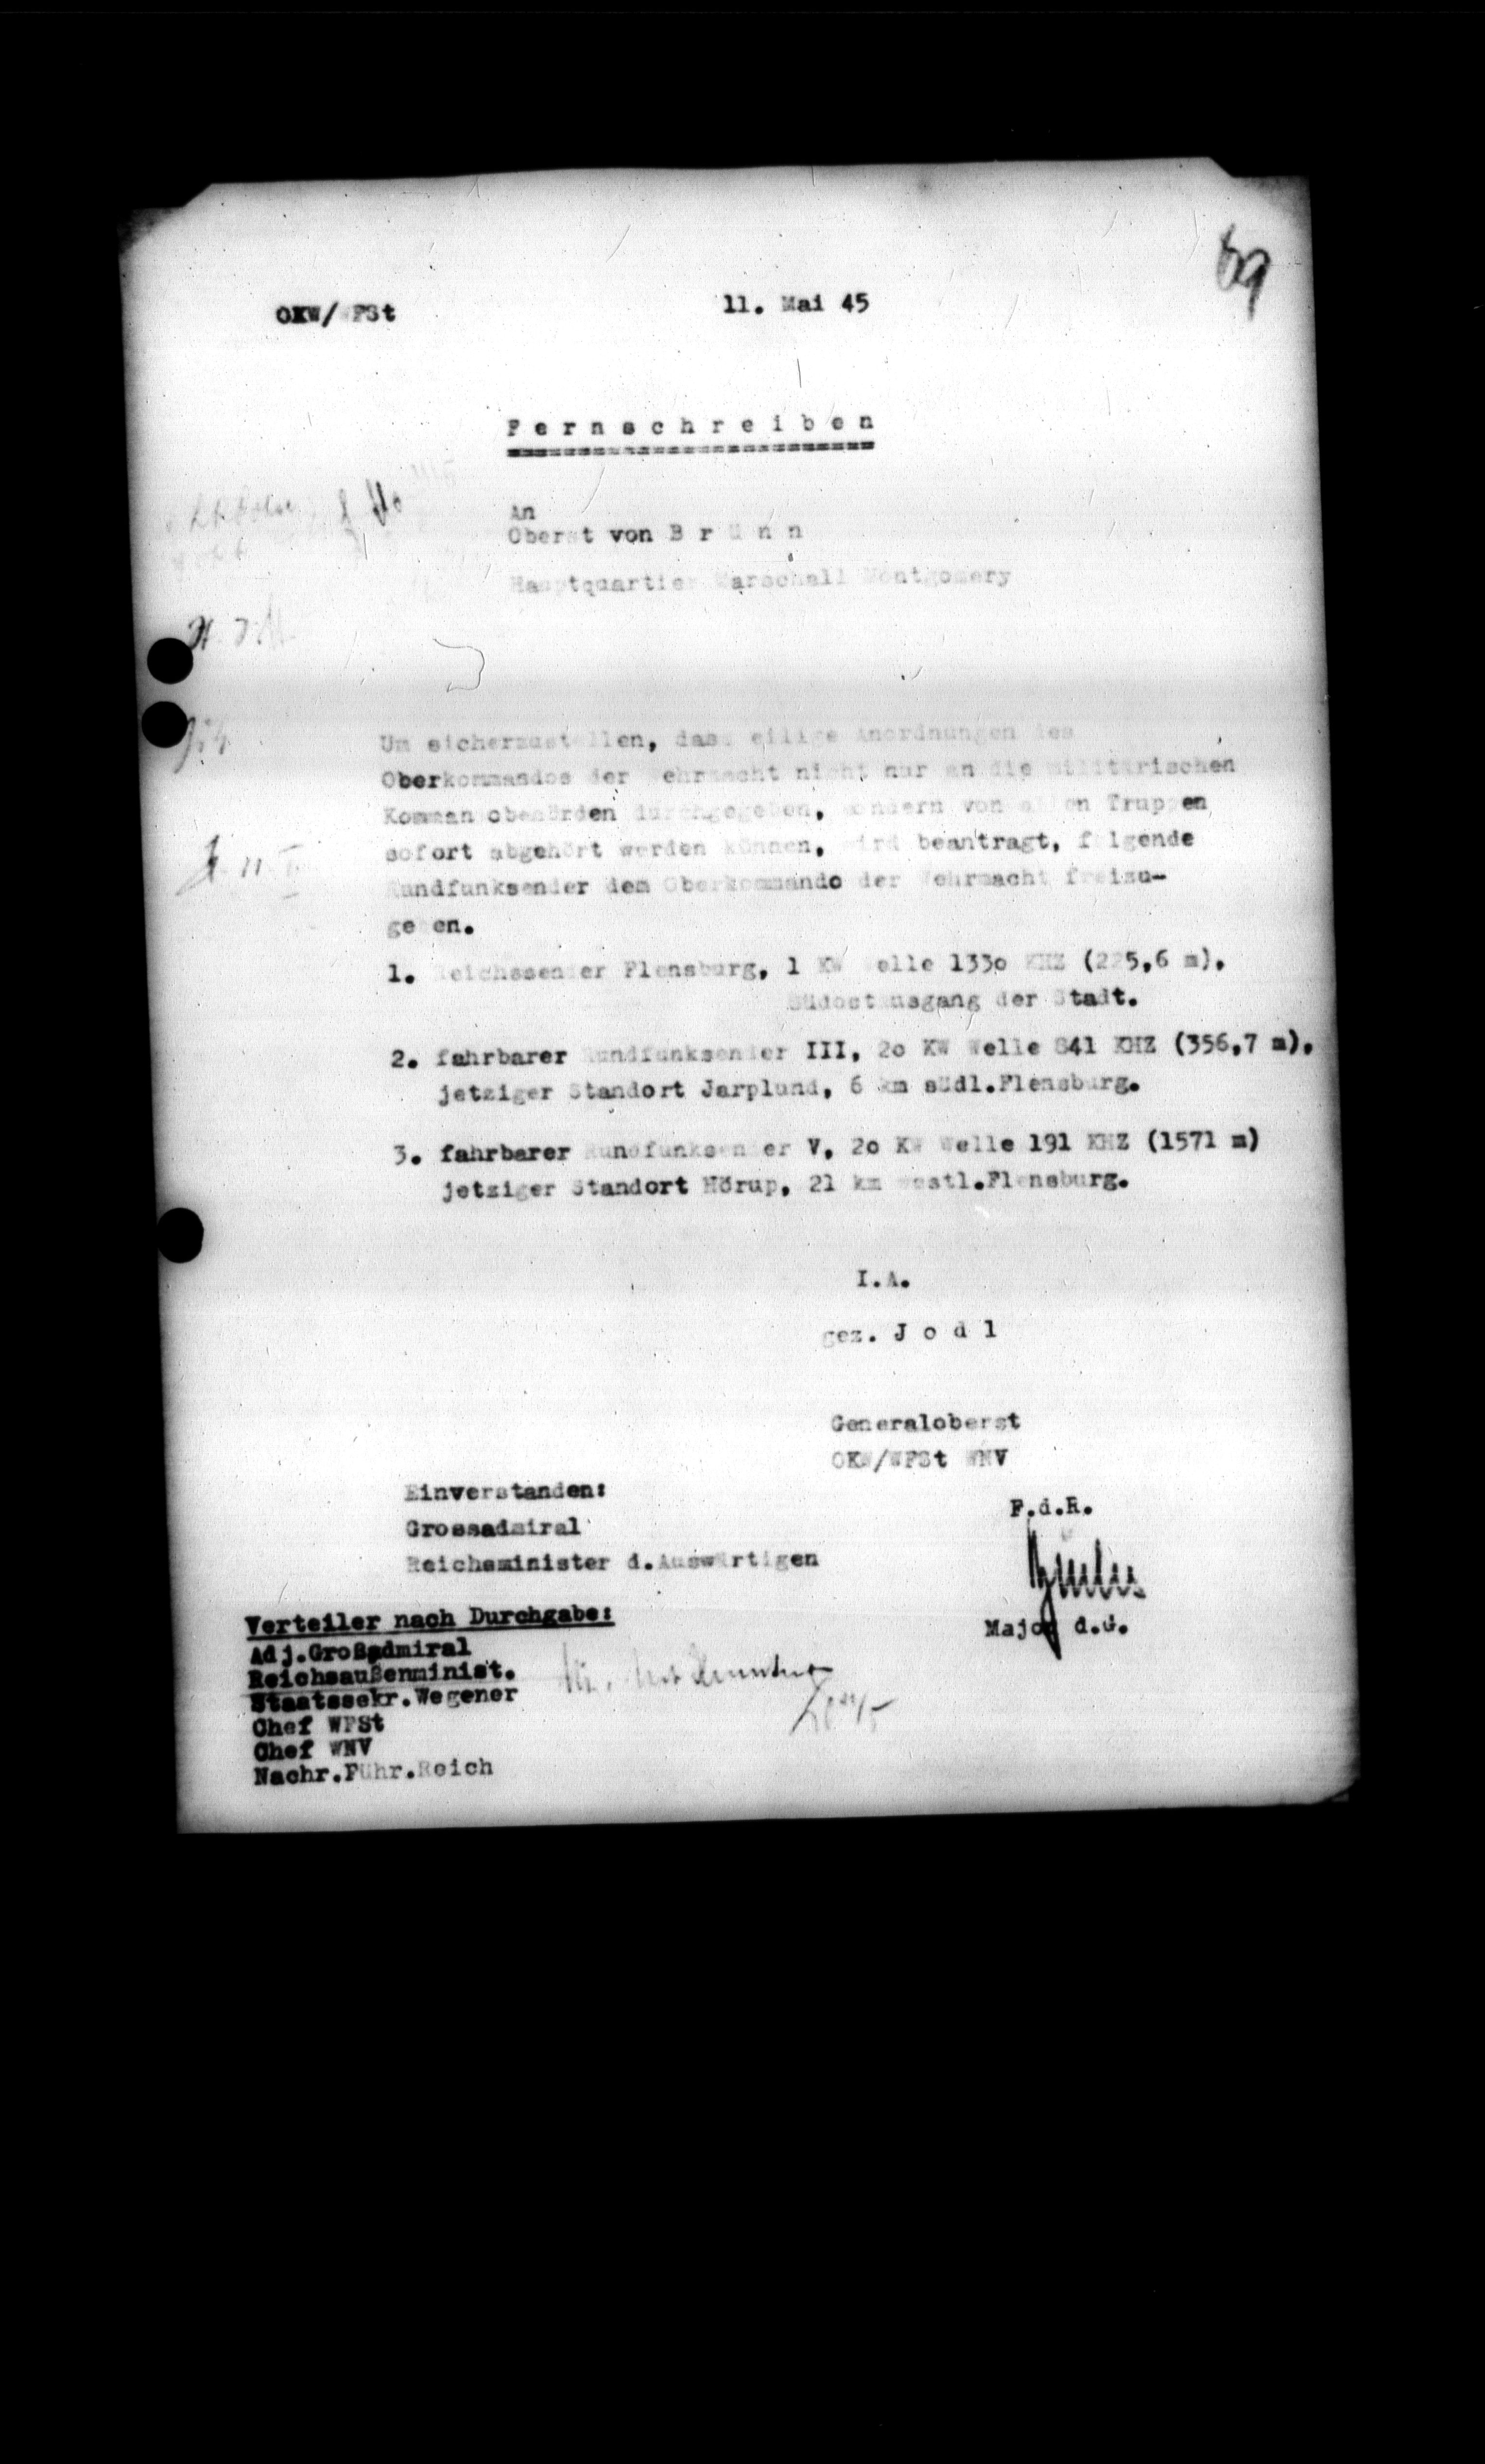 69
OKW/WFSt 11. Mai 45
F e r n s c h r e i b e n
An
Oberst von B r ü n n
Hauptquartier Marschall Montgomery
Um sicherzustellen, dass eilige Anordnungen des
Oberkommandos der Wehrmacht nicht nur an die militärischen
Kommandobehörden durchgegeben, sondern von allen Truppen
sofort abgehört werden können, wird beantragt, folgende
Rundfunksender dem Oberkommando der Wehrmacht freizu-
geben.
1. Reichssender Flensburg, 1 KW Welle 133o KHZ (225,6 m),
Südostausgang der Stadt.
2. fahrbarer Rundfunksender III, 2o KW Welle 841 KHZ (356,7 m),
jetziger Standort Jarplund, 6 km südl.Flensburg.
3. fahrbarer Rundfunksender V, 2o KW Welle 191 KHZ (1571 m)
jetziger Standort Hörup, 21 km westl.Flensburg.
I.A.
gez. J o d l
Generaloberst
OKW/WFSt WNV
Einverstanden:
F.d.R.
Grossadmiral
Reichsminister d.Auswärtigen
Major d.G.
Verteiler nach Durchgabe:
Adj.Großadmiral
Reichsaußenminist.
Staatssekr.Wegener
Chef WFSt
Chef WNV
Nachr.Führ.Reich